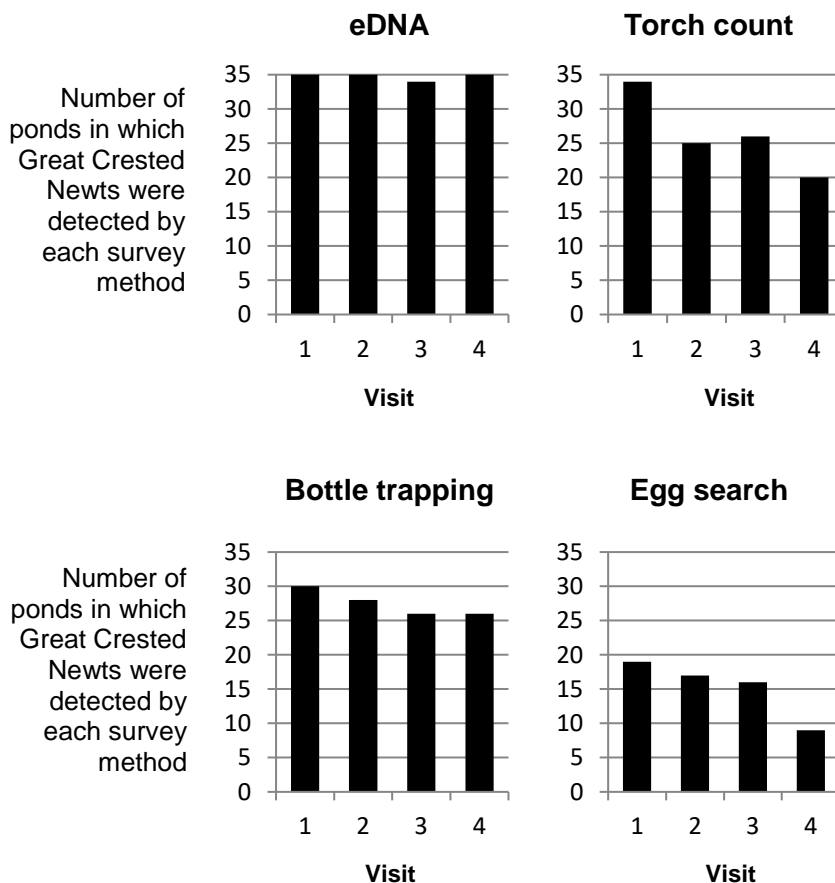 eDNA
Torch count
Number of
ponds in which
Great Crested
Newts were
detected by
each survey
method
35
30
25
20
15
10
5
0
1 2 3 4
Visit
35
30
25
20
15
10
5
0
1 2 3 4
Visit
Bottle trapping
Egg search
Number of
ponds in which
Great Crested
Newts were
detected by
each survey
method
35
30
25
20
15
10
5
0
1 2 3 4
Visit
35
30
25
20
15
10
5
0
1 2 3 4
Visit